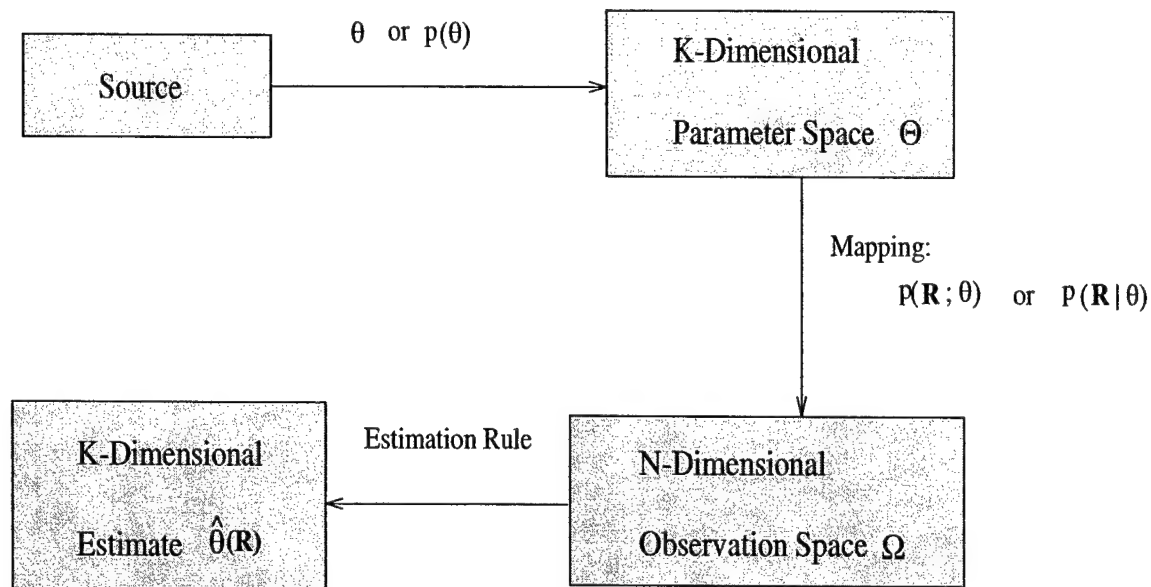 θ or p(θ)
Source
K-Dimensional
Parameter Space Θ
Mapping:
p(R ; θ) or p(R | θ)
N-Dimensional
Observation Space Ω
Estimation Rule
K-Dimensional
Estimate θ̂(R)